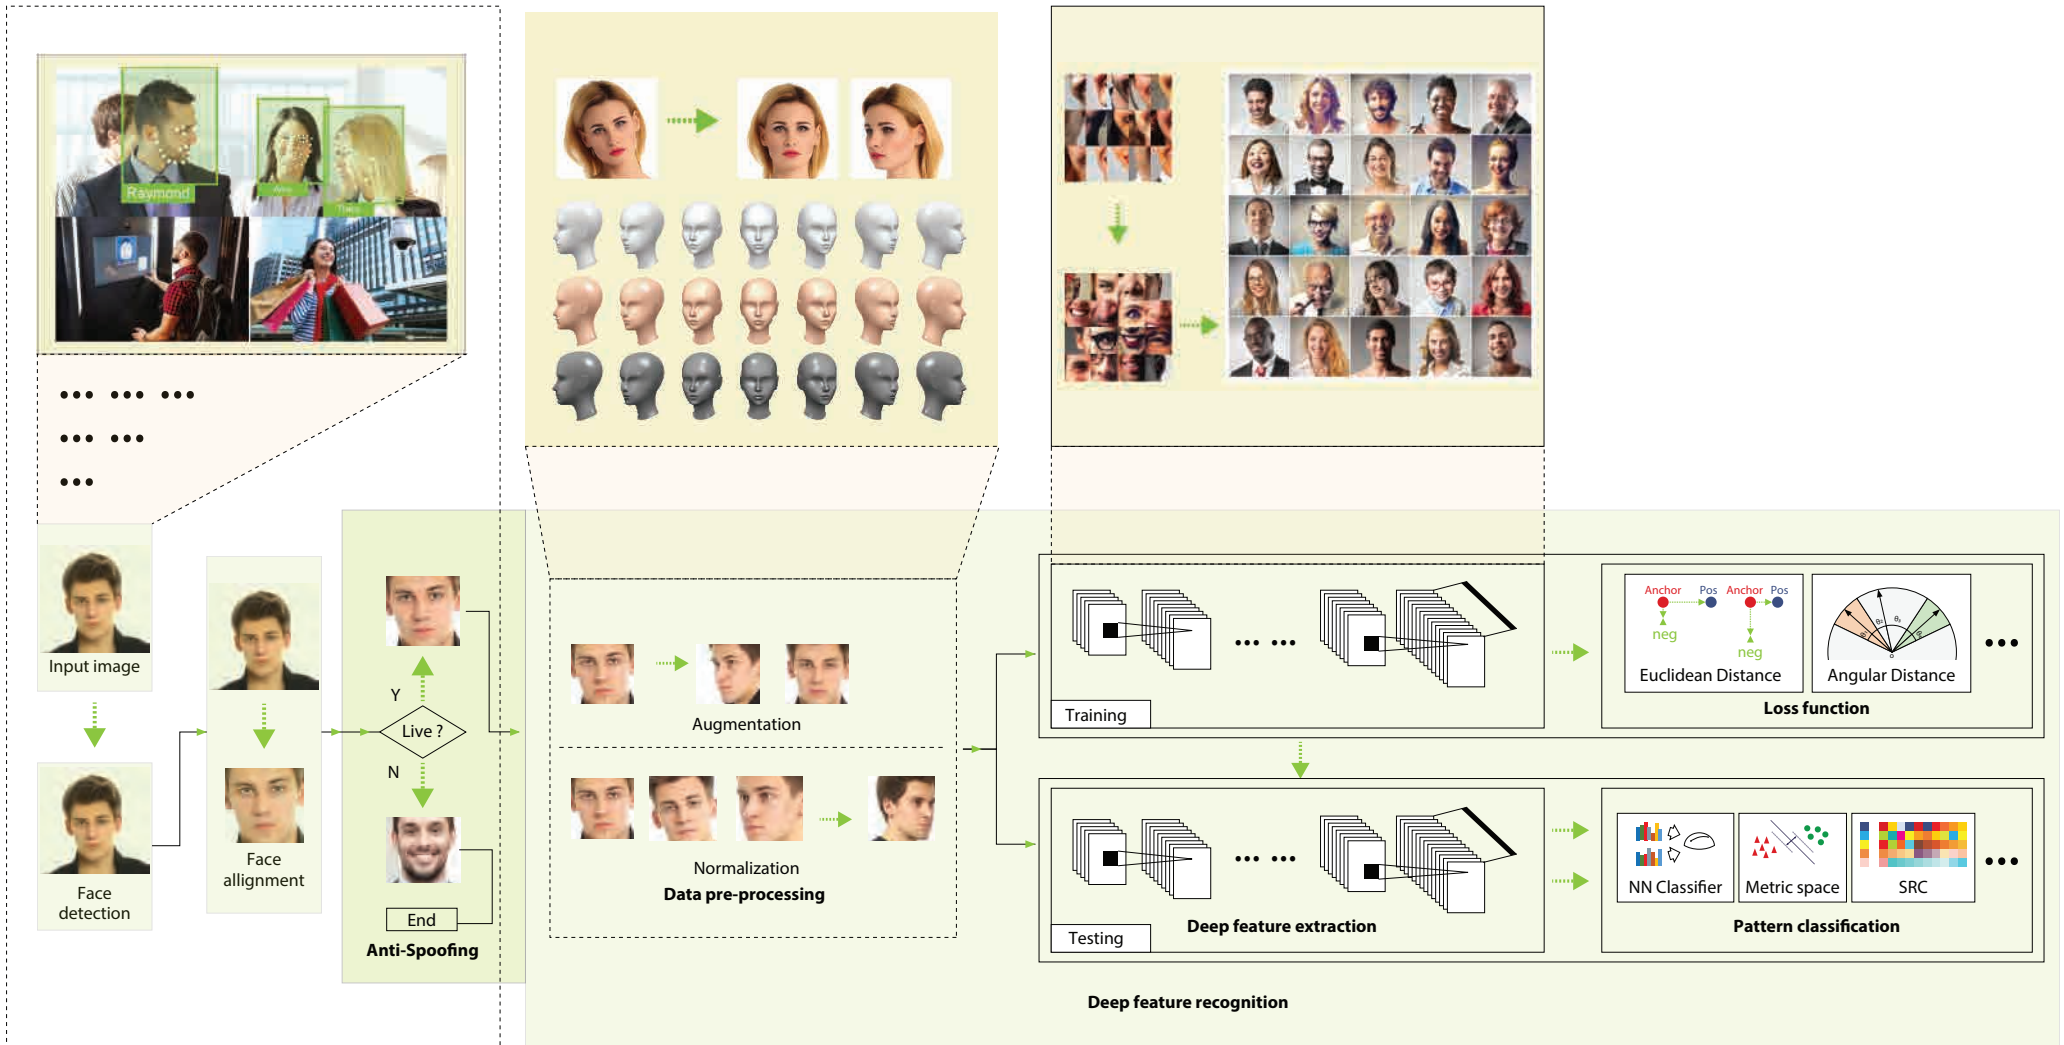 Raymond
Input image
Face
detection
Face
allignment
Y
Live ?
N
End
Anti-Spoofing
Augmentation
Normalization
Data pre-processing
Training
Anchor Pos Anchor Pos
neg
neg
Euclidean Distance
Angular Distance
Loss function
Testing
Deep feature extraction
NN Classifier
Metric space
SRC
Pattern classification
Deep feature recognition